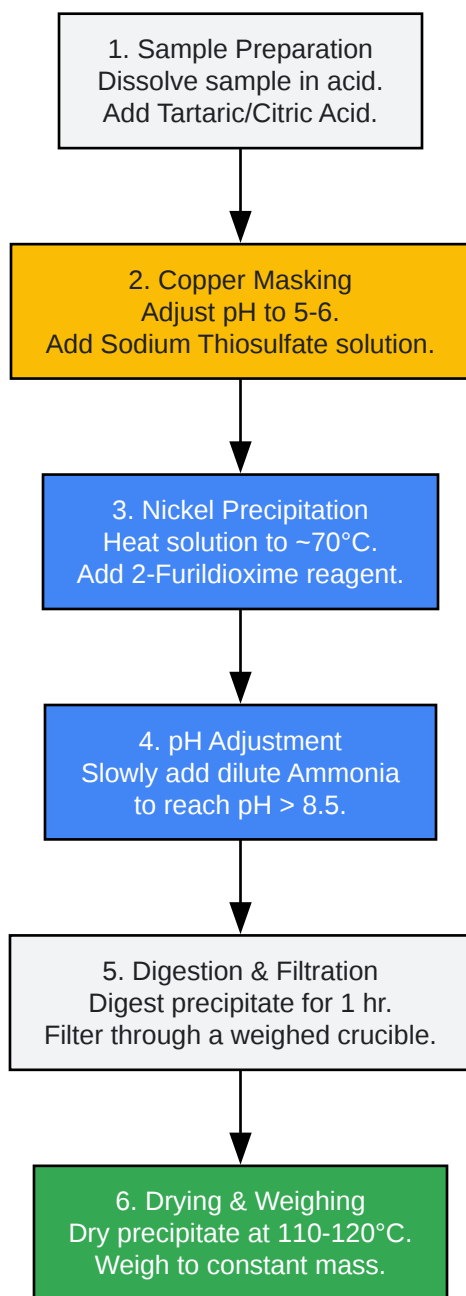 1. Sample Preparation
Dissolve sample in acid.
Add Tartaric/Citric Acid.
2. Copper Masking
Adjust pH to 5-6.
Add Sodium Thiosulfate solution.
3. Nickel Precipitation
Heat solution to ~70°C.
Add 2-Furildioxime reagent.
4. pH Adjustment
Slowly add dilute Ammonia
to reach pH > 8.5.
5. Digestion & Filtration
Digest precipitate for 1 hr.
Filter through a weighed crucible.
6. Drying & Weighing
Dry precipitate at 110-120°C.
Weigh to constant mass.